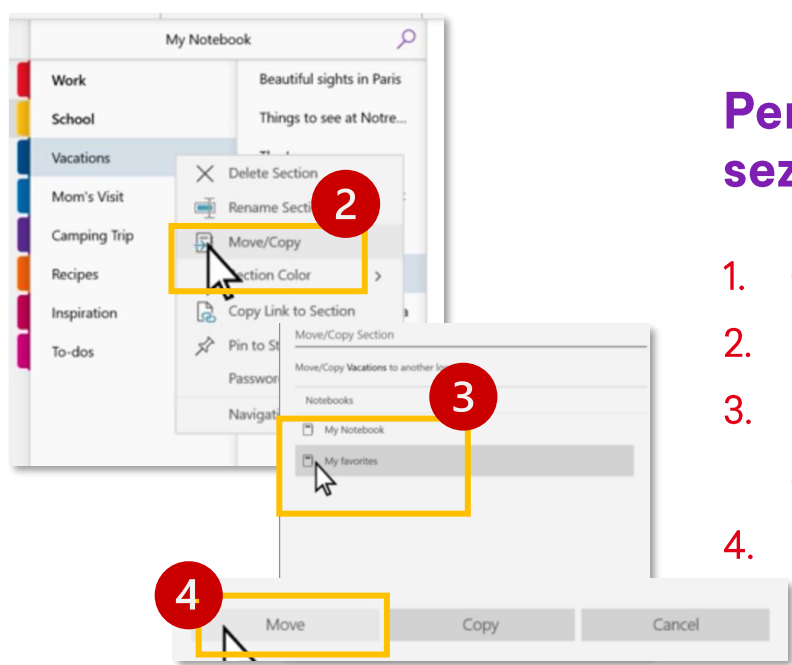 My Notebook
Work
School
Vacations
Mom's Visit
Camping Trip
Recipes
Inspiration
To-dos
Beautiful sights in Paris
Things to see at Notre...
Delete Section
Rename Secti
2
Move/Copy
ection Color
Copy Link to Section
Pin to St
Passwor
Navigati
Move/Copy Section
Move/Copy Vacations to another lo
3
Notebooks
My Notebook
My favorites
4
Move
Copy
Cancel
Per
sez
1.
2.
3.
4.